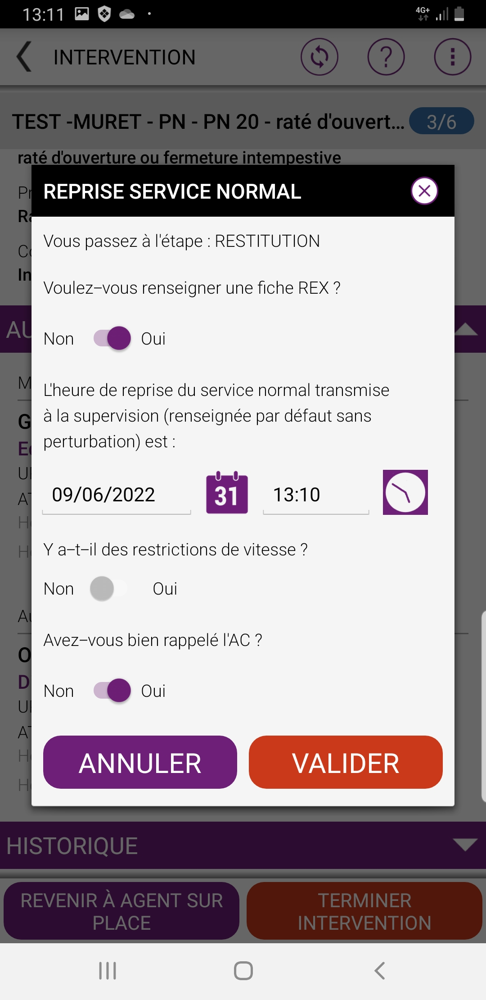 13:11
4G+
INTERVENTION
?
TEST -MURET - PN - PN 20 - raté d'ouvert...
3/6
raté d'ouverture ou fermeture intempestive
REPRISE SERVICE NORMAL
Vous passez à l'étape : RESTITUTION
Voulez-vous renseigner une fiche REX ?
Non Oui
L'heure de reprise du service normal transmise
à la supervision (renseignée par défaut sans
perturbation) est :
09/06/2022
31
13:10
Y a-t-il des restrictions de vitesse ?
Non Oui
Avez-vous bien rappelé l'AC ?
Non Oui
ANNULER
VALIDER
HISTORIQUE
REVENIR À AGENT SUR
PLACE
TERMINER
INTERVENTION